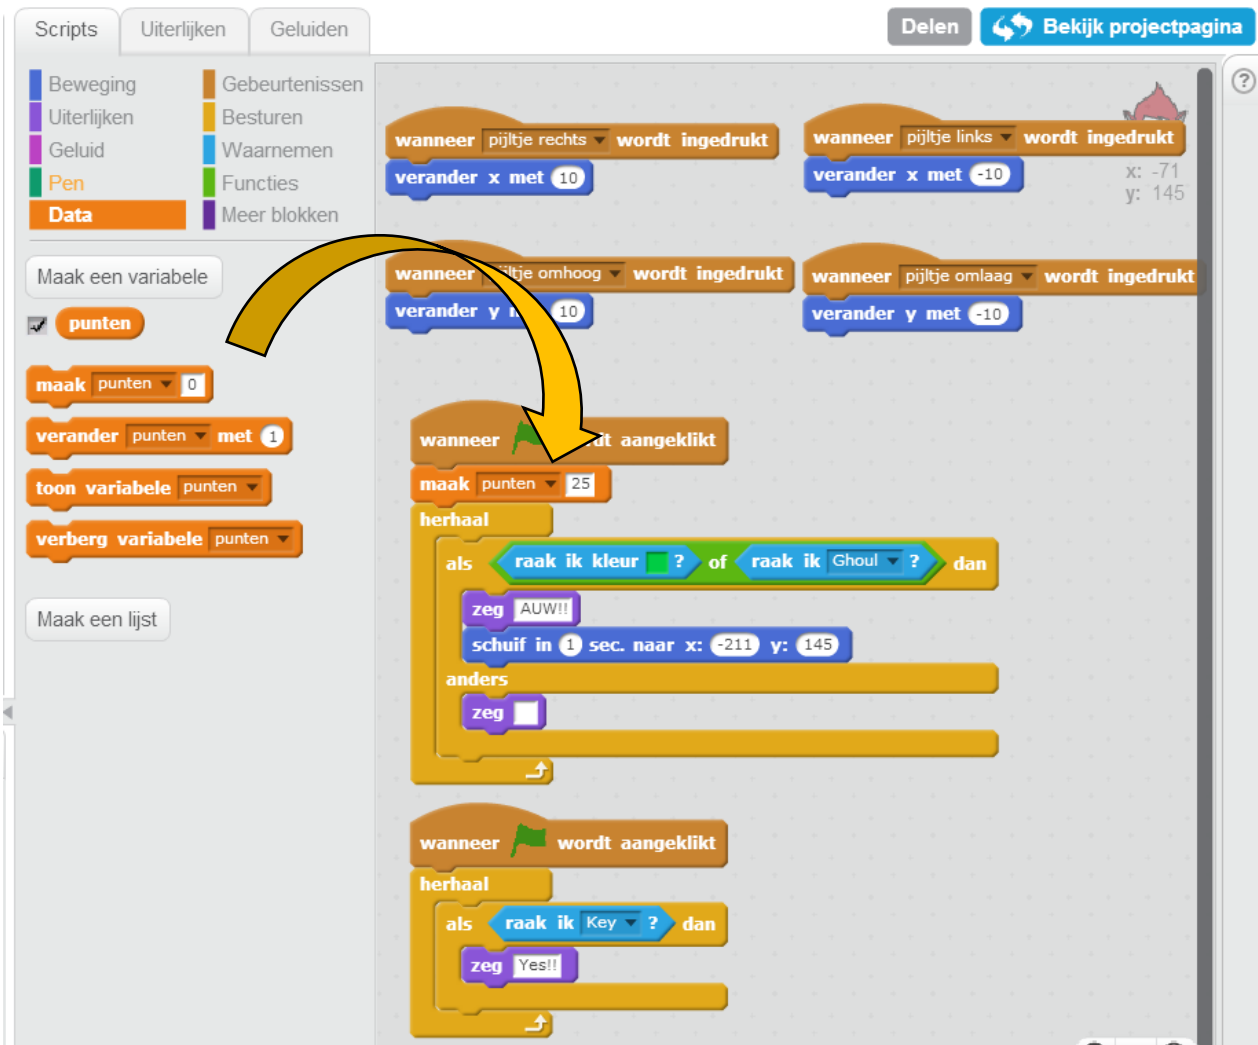 Scripts Uiterlijken Geluiden
Delen Bekijk projectpagina
Beweging Gebeurtenissen
Uiterlijken Besturen
Geluid Waarnemen
Pen Functies
Data Meer blokken
Maak een variabele
punten
maak punten 0
verander punten met 1
toon variabele punten
verberg variabele punten
Maak een lijst
wanneer pijltje rechts wordt ingedrukt
verander x met 10
wanneer pijltje links wordt ingedrukt
verander x met -10
x: -71
y: 145
wanneer omhoog wordt ingedrukt
verander y 10
wanneer pijltje omlaag wordt ingedrukt
verander y met -10
wanneer aangeklikt
maak punten 25
herhaal
als raak ik kleur ? of raak ik Ghoul ? dan
zeg AUW!!
schuif in 1 sec. naar x: -211 y: 145
anders
zeg
wanneer wordt aangeklikt
herhaal
als raak ik Key ? dan
zeg Yes!!
?